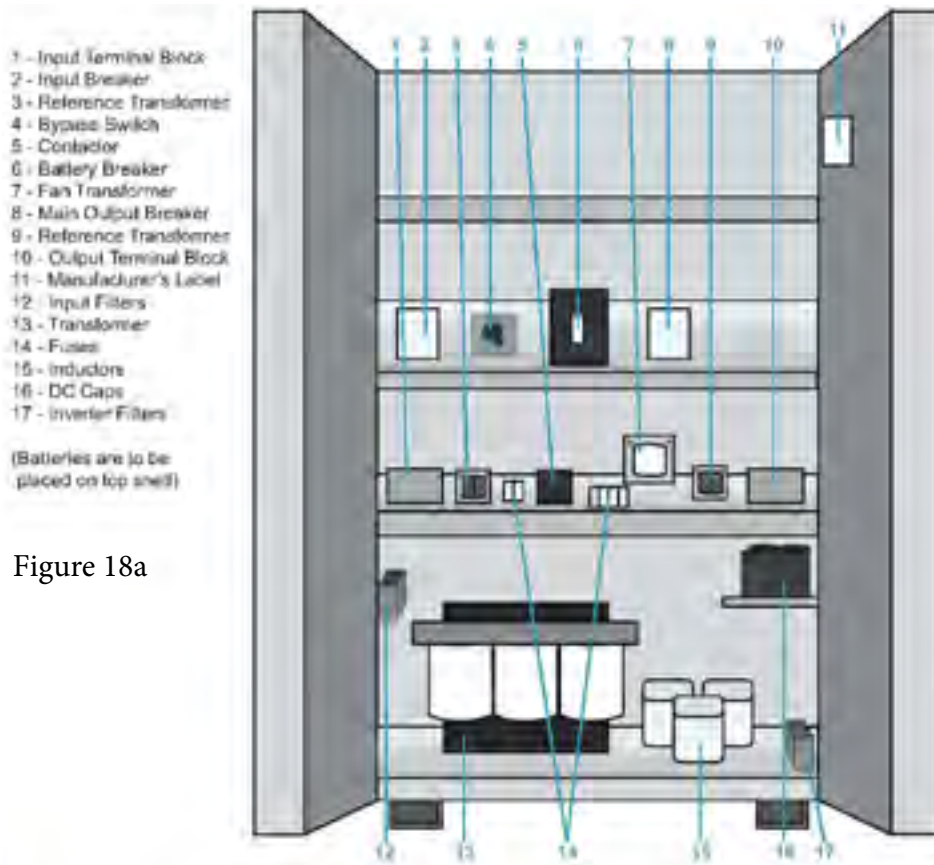 1 - Input Terminal Block
2 - Input Breaker
3 - Reference Transformer
4 - Bypass Switch
5 - Contactor
6 - Battery Breaker
7 - Fan Transformer
8 - Main Output Breaker
9 - Reference Transformer
10 - Output Terminal Block
11 - Manufacturer's Label
12 - Input Filters
13 - Transformer
14 - Fuses
15 - Inductors
16 - DC Caps
17 - Inverter Filters
(Batteries are to be
placed on top shelf)
Figure 18a
1 2 3 4 5 6 7 8 9 10 11
12 13 14 15 16 17